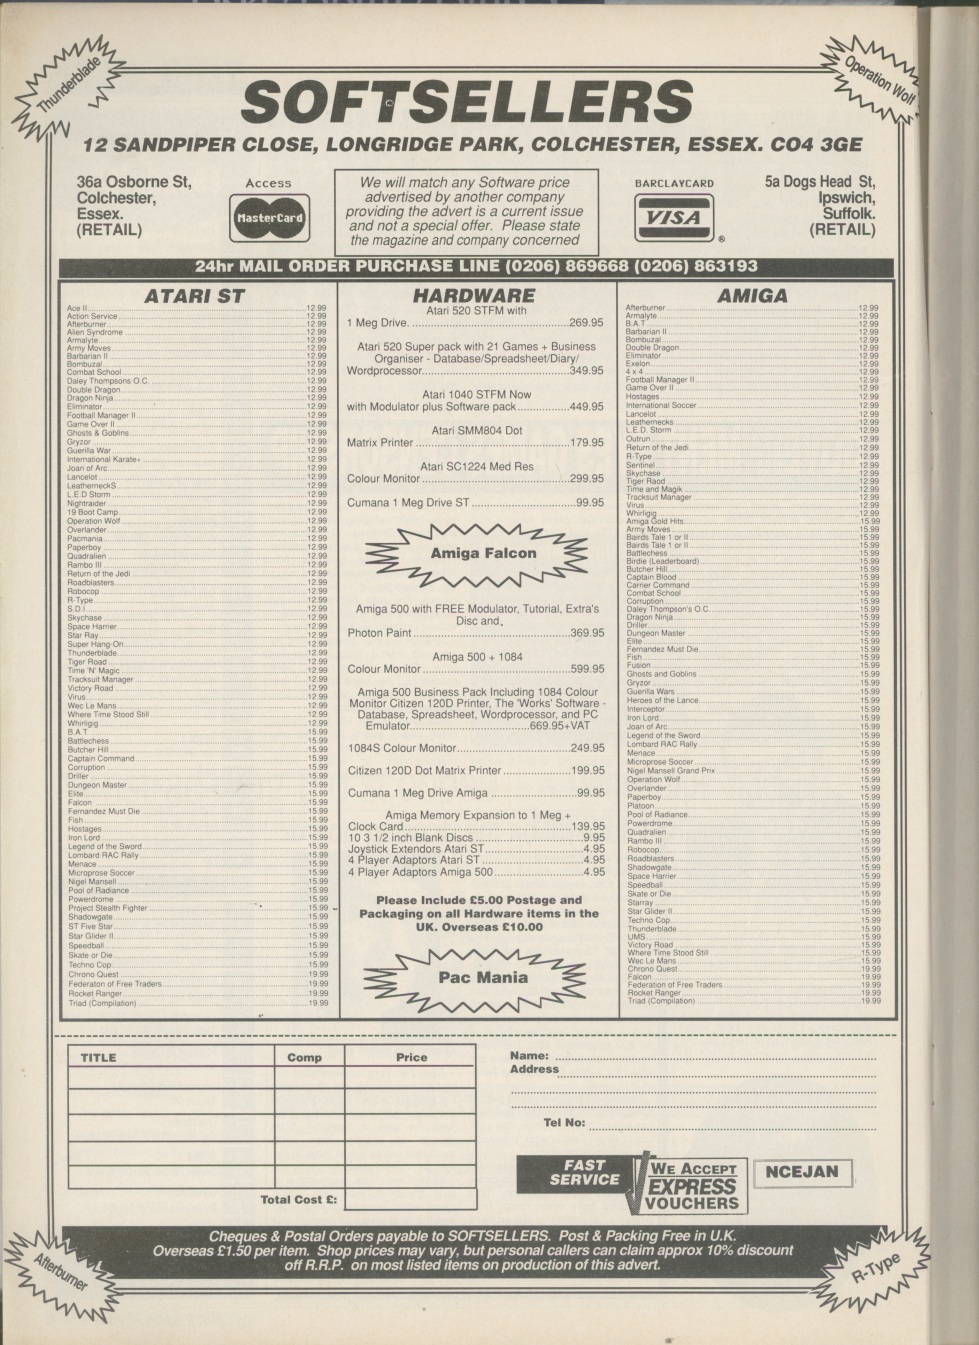 Thunderblade
Operation Wolf
SOFTSELLERS
12 SANDPIPER CLOSE, LONGRIDGE PARK, COLCHESTER, ESSEX. CO4 3GE
36a Osborne St,
Colchester,
Essex.
(RETAIL)
Access
MasterCard
We will match any Software price
advertised by another company
providing the advert is a current issue
and not a special offer. Please state
the magazine and company concerned
BARCLAYCARD
VISA
®
5a Dogs Head St,
Ipswich,
Suffolk.
(RETAIL)
24hr MAIL ORDER PURCHASE LINE (0206) 869668 (0206) 863193
ATARI ST
Ace II 12.99
Action Service 12.99
Afterburner 12.99
Alien Syndrome 12.99
Armalyte 12.99
Army Moves 12.99
Barbarian II 12.99
Bombuzal 12.99
Combat School 12.99
Daley Thompsons O.C. 12.99
Double Dragon 12.99
Dragon Ninja 12.99
Eliminator 12.99
Football Manager II 12.99
Game Over II 12.99
Ghosts & Goblins 12.99
Gryzor 12.99
Guerilla War 12.99
International Karate+ 12.99
Joan of Arc 12.99
Lancelot 12.99
LeatherneckS 12.99
L.E.D Storm 12.99
Nightraider 12.99
19 Boot Camp 12.99
Operation Wolf 12.99
Overlander 12.99
Pacmania 12.99
Paperboy 12.99
Quadralien 12.99
Rambo III 12.99
Return of the Jedi 12.99
Roadblasters 12.99
Robocop 12.99
R-Type 12.99
S.D.I 12.99
Skychase 12.99
Space Harrier 12.99
Star Ray 12.99
Super Hang-On 12.99
Thunderblade 12.99
Tiger Road 12.99
Time 'N' Magic 12.99
Tracksuit Manager 12.99
Victory Road 12.99
Virus 12.99
Wec Le Mans 12.99
Where Time Stood Still 12.99
Whirligig 12.99
B.A.T 15.99
Battlechess 15.99
Butcher Hill 15.99
Captain Command 15.99
Corruption 15.99
Driller 15.99
Dungeon Master 15.99
Elite 15.99
Falcon 15.99
Fernandez Must Die 15.99
Fish 15.99
Hostages 15.99
Iron Lord 15.99
Legend of the Sword 15.99
Lombard RAC Rally 15.99
Menace 15.99
Microprose Soccer 15.99
Nigel Mansell 15.99
Pool of Radiance 15.99
Powerdrome 15.99
Project Stealth Fighter 15.99
Shadowgate 15.99
ST Five Star 15.99
Star Glider II 15.99
Speedball 15.99
Skate or Die 15.99
Techno Cop 15.99
Chrono Quest 19.99
Federaton of Free Traders 19.99
Rocket Ranger 19.99
Triad (Compilation) 19.99
HARDWARE
Atari 520 STFM with
1 Meg Drive. 269.95
Atari 520 Super pack with 21 Games + Business
Organiser - Database/Spreadsheet/Diary/
Wordprocessor 349.95
Atari 1040 STFM Now
with Modulator plus Software pack 449.95
Atari SMM804 Dot
Matrix Printer 179.95
Atari SC1224 Med Res
Colour Monitor 299.95
Cumana 1 Meg Drive ST 99.95
Amiga Falcon
Amiga 500 with FREE Modulator, Tutorial, Extra's
Disc and,
Photon Paint 369.95
Amiga 500 + 1084
Colour Monitor 599.95
Amiga 500 Business Pack Including 1084 Colour
Monitor Citizen 120D Printer, The 'Works' Software -
Database, Spreadsheet, Wordprocessor, and PC
Emulator 669.95+VAT
1084S Colour Monitor 249.95
Citizen 120D Dot Matrix Printer 199.95
Cumana 1 Meg Drive Amiga 99.95
Amiga Memory Expansion to 1 Meg +
Clock Card 139.95
10 3 1/2 inch Blank Discs 9.95
Joystick Extendors Atari ST 4.95
4 Player Adaptors Atari ST 4.95
4 Player Adaptors Amiga 500 4.95
Please Include £5.00 Postage and
Packaging on all Hardware items in the
UK. Overseas £10.00
Pac Mania
AMIGA
Afterburner 12.99
Armalyte 12.99
B.A.T 12.99
Barbarian II 12.99
Bombuzal 12.99
Double Dragon 12.99
Eliminator 12.99
Exelon 12.99
4 x 4 12.99
Football Manager II 12.99
Game Over II 12.99
Hostages 12.99
International Soccer 12.99
Lancelot 12.99
Leathernecks 12.99
L.E.D. Storm 12.99
Outrun 12.99
Return of the Jedi 12.99
R-Type 12.99
Sentinel 12.99
Skychase 12.99
Tiger Raod 12.99
Time and Magik 12.99
Tracksuit Manager 12.99
Virus 12.99
Whirligig 12.99
Amiga Gold Hits 15.99
Army Moves 15.99
Bairds Tale 1 or II 15.99
Bairds Tale 1 or II 15.99
Battlechess 15.99
Birdie (Leaderboard) 15.99
Butcher Hill 15.99
Captain Blood 15.99
Carrier Command 15.99
Combat School 15.99
Corruption 15.99
Daley Thompson's O.C. 15.99
Dragon Ninja 15.99
Driller 15.99
Dungeon Master 15.99
Elite 15.99
Fernandez Must Die 15.99
Fish 15.99
Fusion 15.99
Ghosts and Goblins 15.99
Gryzor 15.99
Guerilla Wars 15.99
Heroes of the Lance 15.99
Interceptor 15.99
Iron Lord 15.99
Joan of Arc 15.99
Legend of the Sword 15.99
Lombard RAC Rally 15.99
Menace 15.99
Microprose Soccer 15.99
Nigel Mansell Grand Prix 15.99
Operation Wolf 15.99
Overlander 15.99
Paperboy 15.99
Platoon 15.99
Pool of Radiance 15.99
Powerdrome 15.99
Quadralien 15.99
Rambo III 15.99
Robocop 15.99
Roadblasters 15.99
Shadowgate 15.99
Space Harrier 15.99
Speedball 15.99
Skate or Die 15.99
Starray 15.99
Star Glider II 15.99
Techno Cop 15.99
Thunderblade 15.99
UMS 15.99
Victory Road 15.99
Where Time Stood Still 15.99
Wec Le Mans 15.99
Chrono Quest 19.99
Falcon 19.99
Federation of Free Traders 19.99
Rocket Ranger 19.99
Triad (Compilation) 19.99
TITLE Comp Price
Total Cost £:
Name:
Address
Tel No:
FAST
SERVICE
WE ACCEPT
EXPRESS
VOUCHERS
NCEJAN
Cheques & Postal Orders payable to SOFTSELLERS. Post & Packing Free in U.K.
Overseas £1.50 per item. Shop prices may vary, but personal callers can claim approx 10% discount
off R.R.P. on most listed items on production of this advert.
Afterburner
R-Type